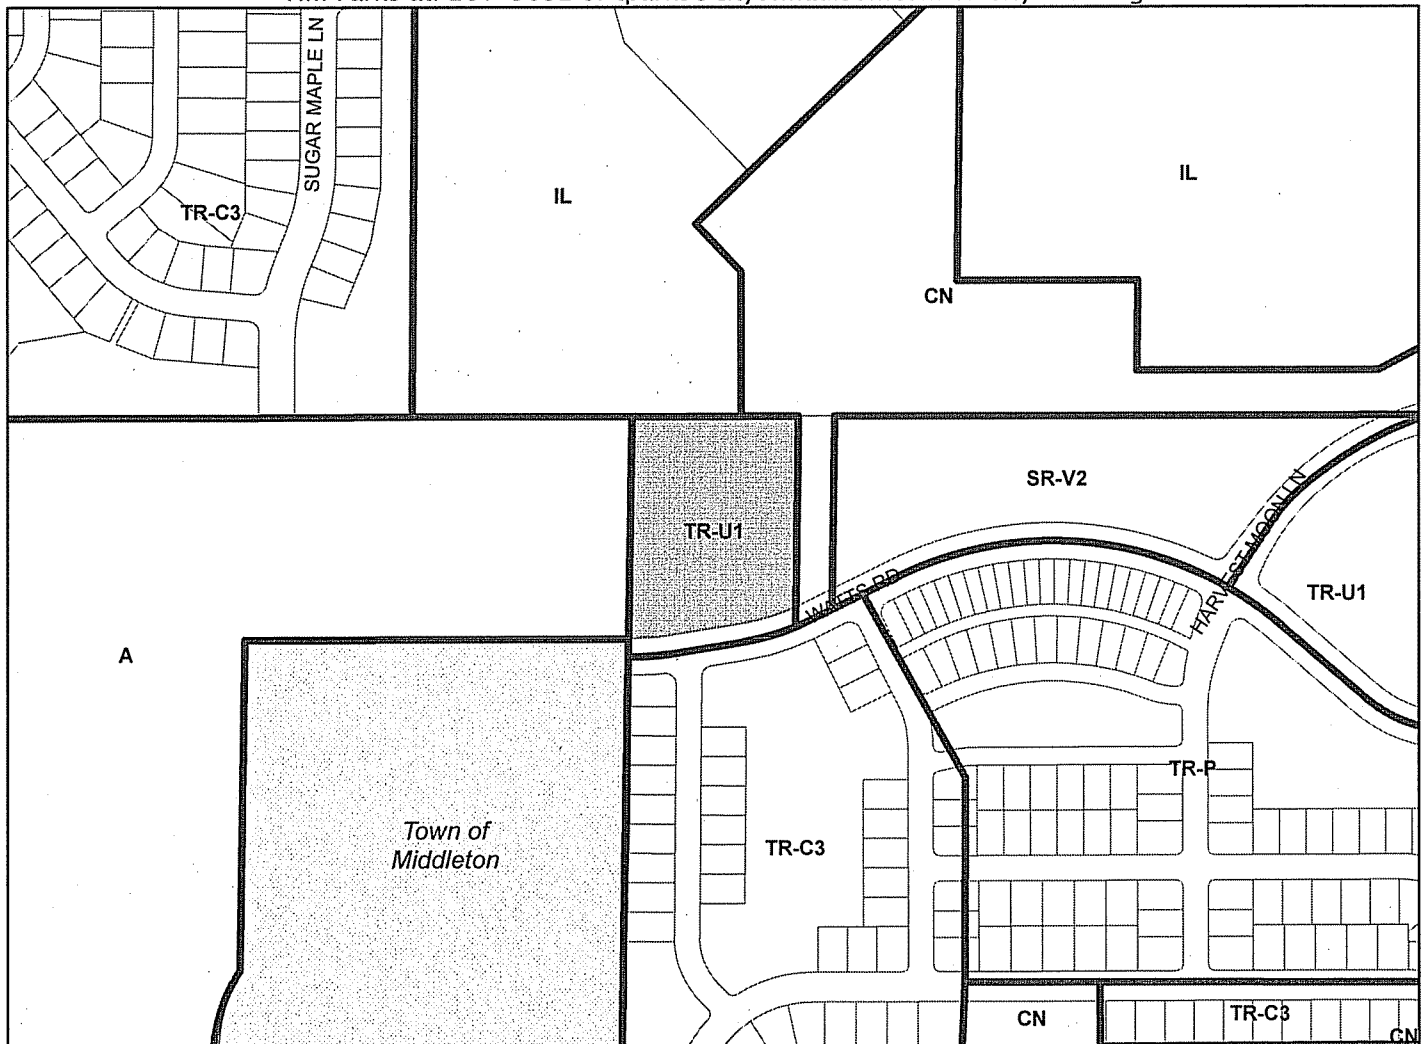 SUGAR MAPLE LN
IL
IL
TR-C3
CN
SR-V2
TR-U1
HARVEST MOON LN
WATTS RD
TR-U1
A
TR-P
Town of
Middleton
TR-C3
CN
TR-C3
CN